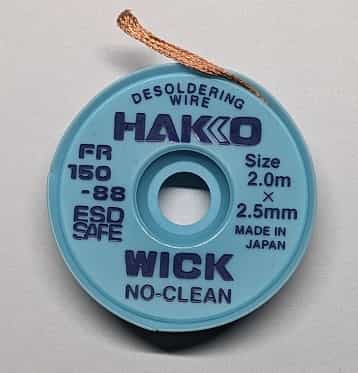 DESOLDERING
WIRE
HAKKO
FR
150
-88
ESD
SAFE
Size
2.0m
×
2.5mm
MADE IN
JAPAN
WICK
NO-CLEAN